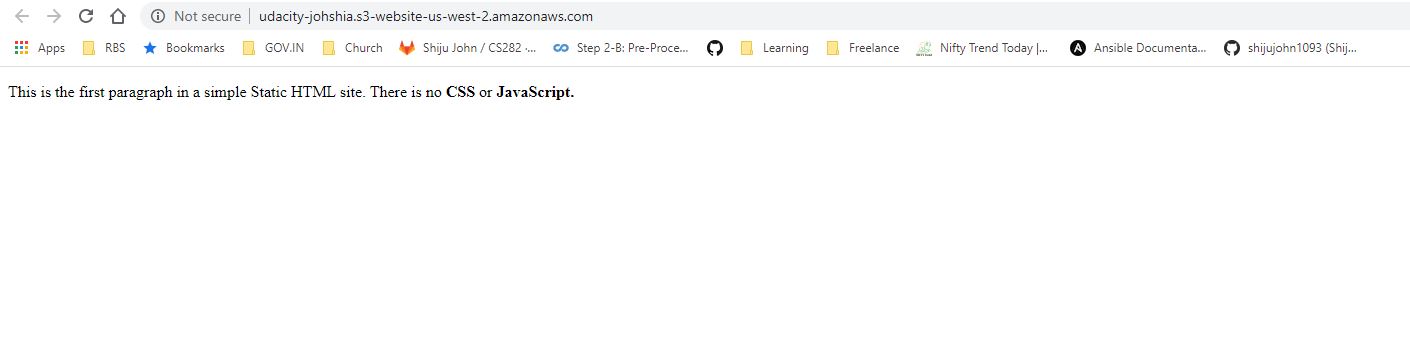 Not secure udacity-johshia.s3-website-us-west-2.amazonaws.com
Apps RBS Bookmarks GOV.IN Church Shiju John / CS282 ·... Step 2-B: Pre-Proce... Learning Freelance Nifty Trend Today |... Ansible Documenta... shijujohn1093 (Shij...
This is the first paragraph in a simple Static HTML site. There is no CSS or JavaScript.